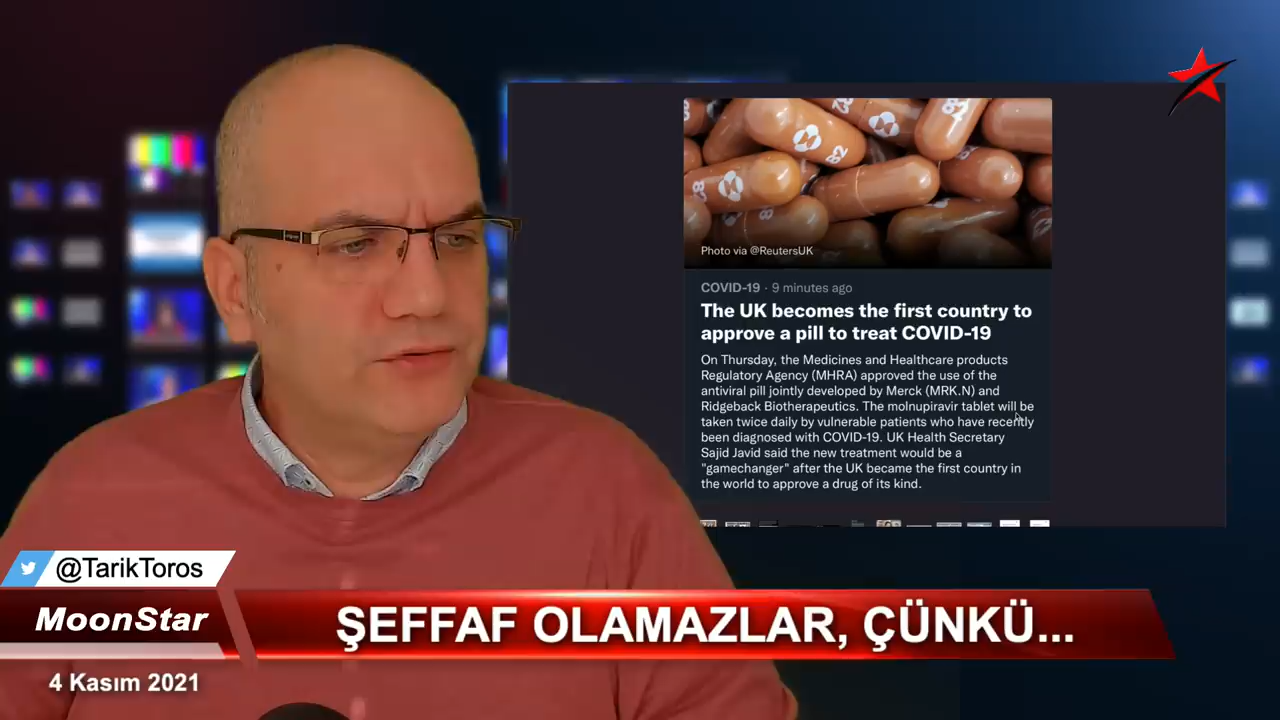 82
82
82
82
Photo via @ReutersUK
COVID-19 · 9 minutes ago
The UK becomes the first country to
approve a pill to treat COVID-19
On Thursday, the Medicines and Healthcare products
Regulatory Agency (MHRA) approved the use of the
antiviral pill jointly developed by Merck (MRK.N) and
Ridgeback Biotherapeutics. The molnupiravir tablet will be
taken twice daily by vulnerable patients who have recently
been diagnosed with COVID-19. UK Health Secretary
Sajid Javid said the new treatment would be a
"gamechanger" after the UK became the first country in
the world to approve a drug of its kind.
@TarikToros
MoonStar
ŞEFFAF OLAMAZLAR, ÇÜNKÜ...
4 Kasım 2021